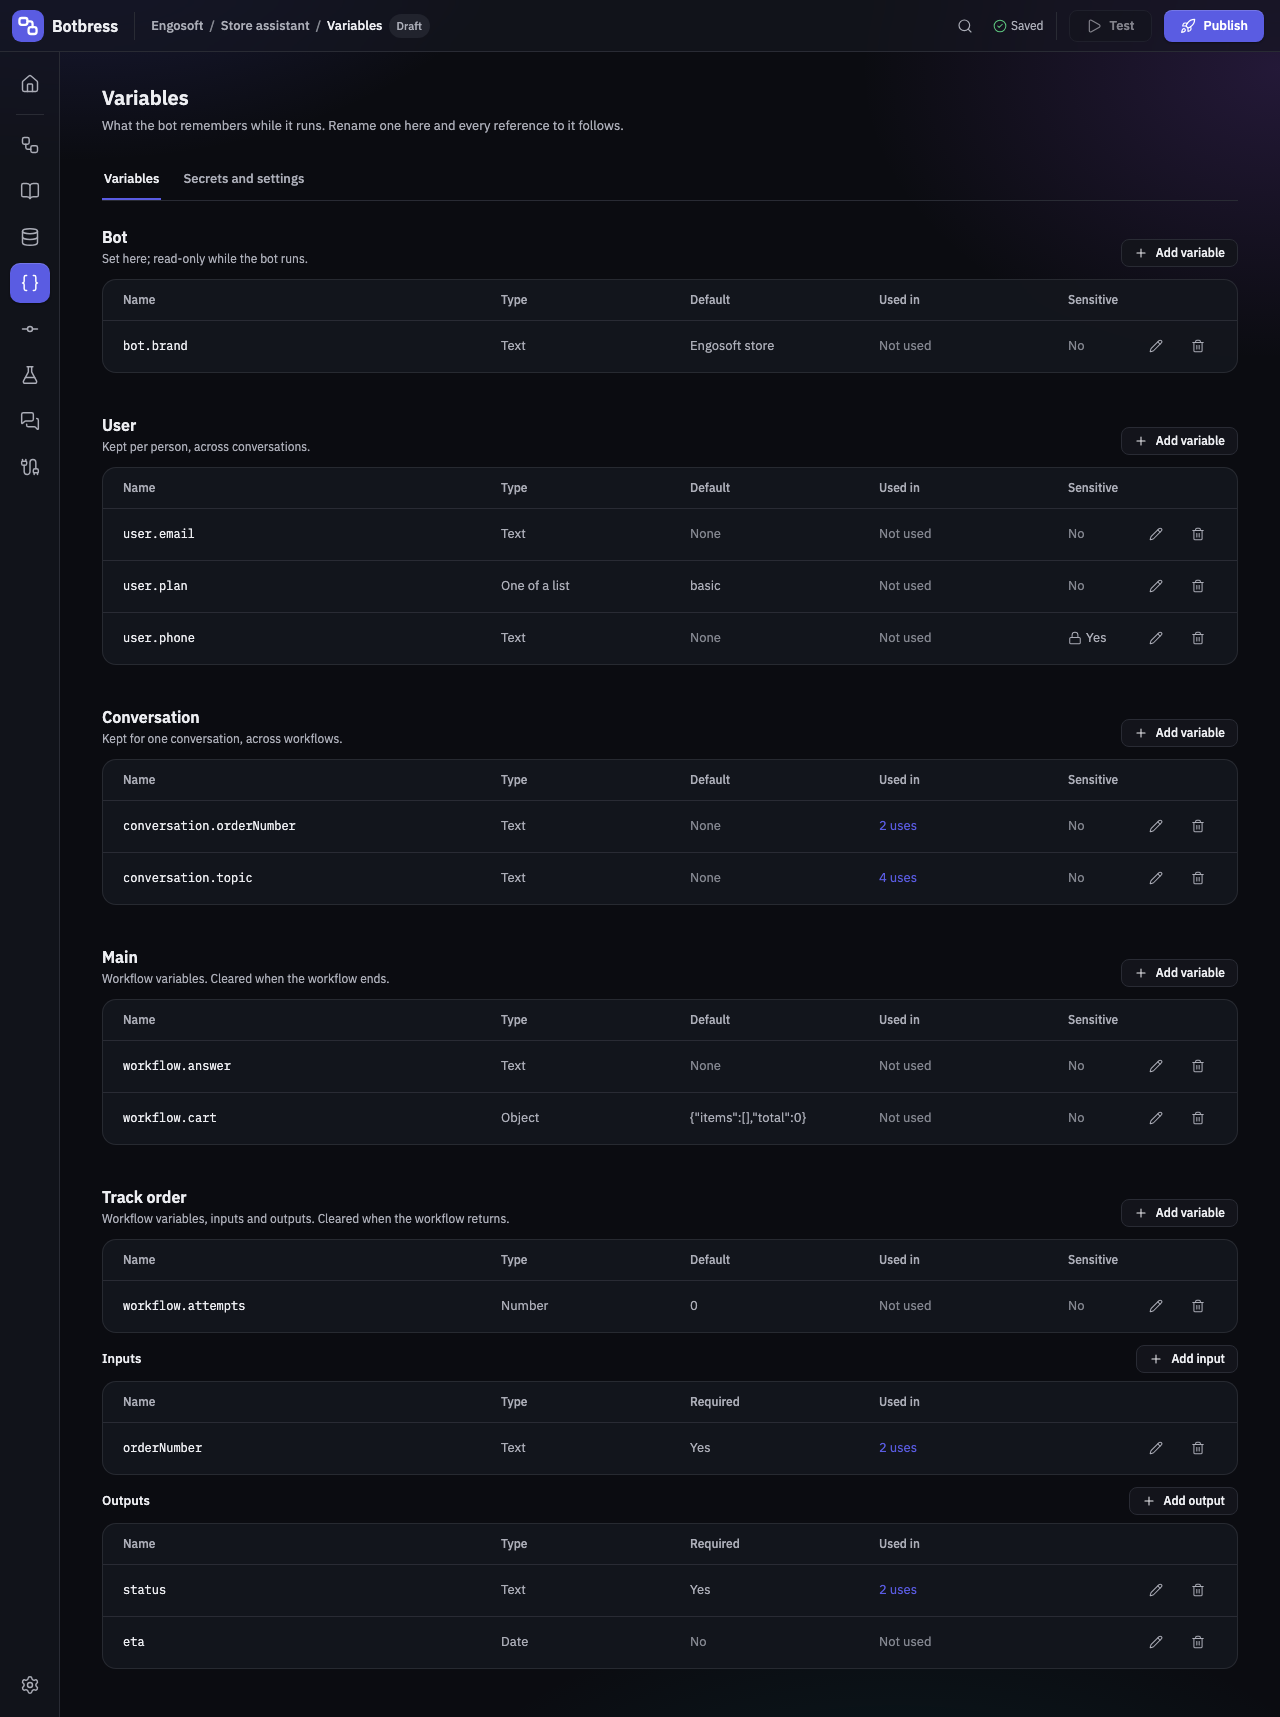 Botbress
Engosoft / Store assistant / Variables Draft
Saved
Test
Publish
Variables
What the bot remembers while it runs. Rename one here and every reference to it follows.
Variables Secrets and settings
Bot
Set here; read-only while the bot runs.
Add variable
Name Type Default Used in Sensitive
bot.brand Text Engosoft store Not used No
User
Kept per person, across conversations.
Add variable
Name Type Default Used in Sensitive
user.email Text None Not used No
user.plan One of a list basic Not used No
user.phone Text None Not used Yes
Conversation
Kept for one conversation, across workflows.
Add variable
Name Type Default Used in Sensitive
conversation.orderNumber Text None 2 uses No
conversation.topic Text None 4 uses No
Main
Workflow variables. Cleared when the workflow ends.
Add variable
Name Type Default Used in Sensitive
workflow.answer Text None Not used No
workflow.cart Object {"items":[],"total":0} Not used No
Track order
Workflow variables, inputs and outputs. Cleared when the workflow returns.
Add variable
Name Type Default Used in Sensitive
workflow.attempts Number 0 Not used No
Inputs
Add input
Name Type Required Used in
orderNumber Text Yes 2 uses
Outputs
Add output
Name Type Required Used in
status Text Yes 2 uses
eta Date No Not used